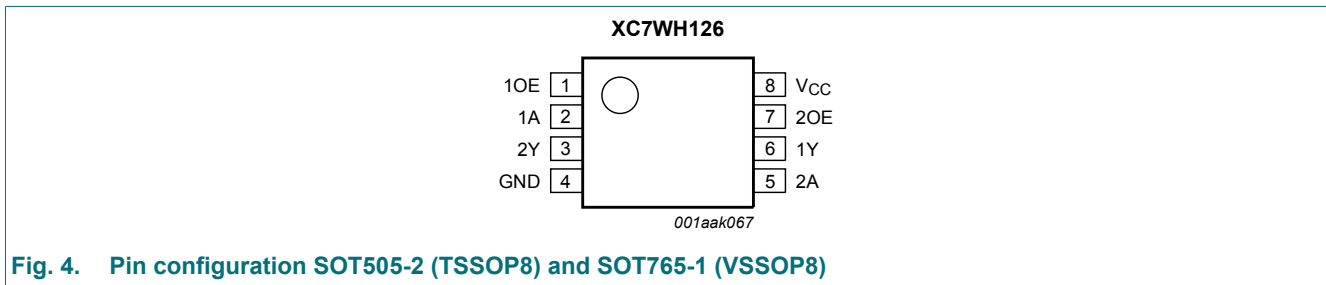 XC7WH126
1OE 1 8 VCC
1A 2 7 2OE
2Y 3 6 1Y
GND 4 5 2A
001aak067
Fig. 4. Pin configuration SOT505-2 (TSSOP8) and SOT765-1 (VSSOP8)